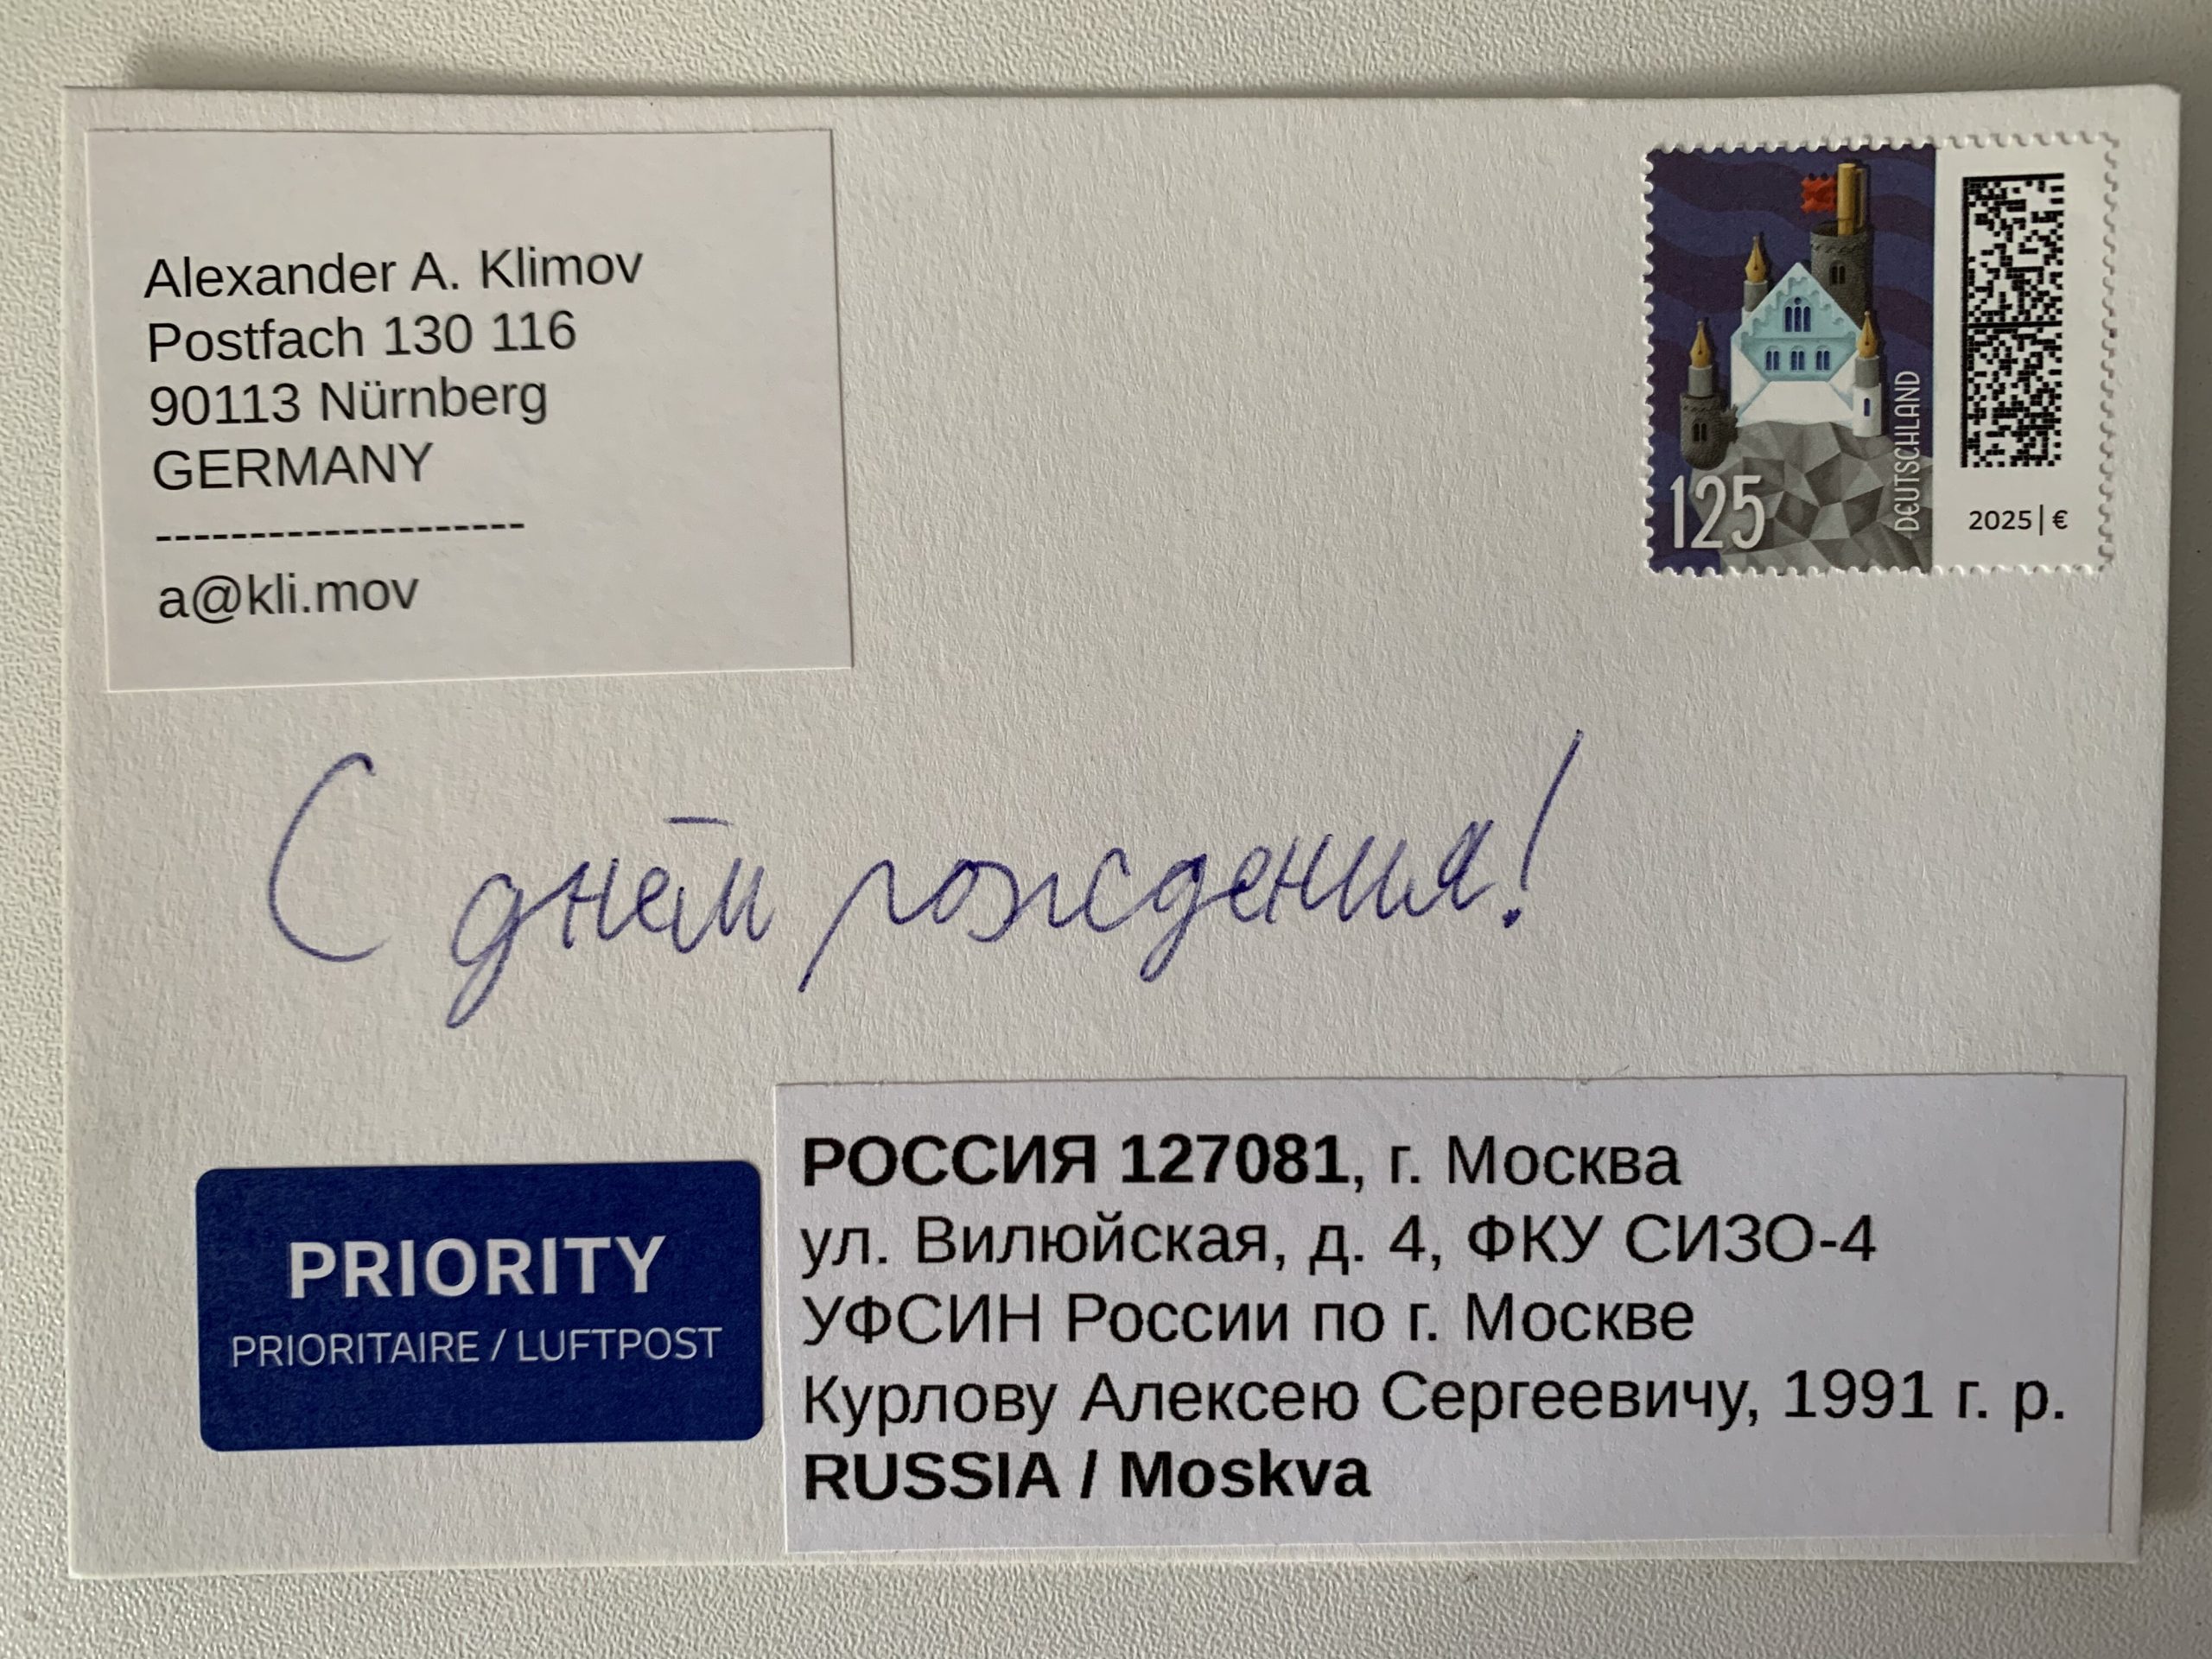 Alexander A. Klimov
Postfach 130 116
90113 Nürnberg
GERMANY
--------------------
a@kli.mov
125
DEUTSCHLAND
2025 | €
С днём рождения!
PRIORITY
PRIORITAIRE / LUFTPOST
РОССИЯ 127081, г. Москва
ул. Вилюйская, д. 4, ФКУ СИЗО-4
УФСИН России по г. Москве
Курлову Алексею Сергеевичу, 1991 г. р.
RUSSIA / Moskva